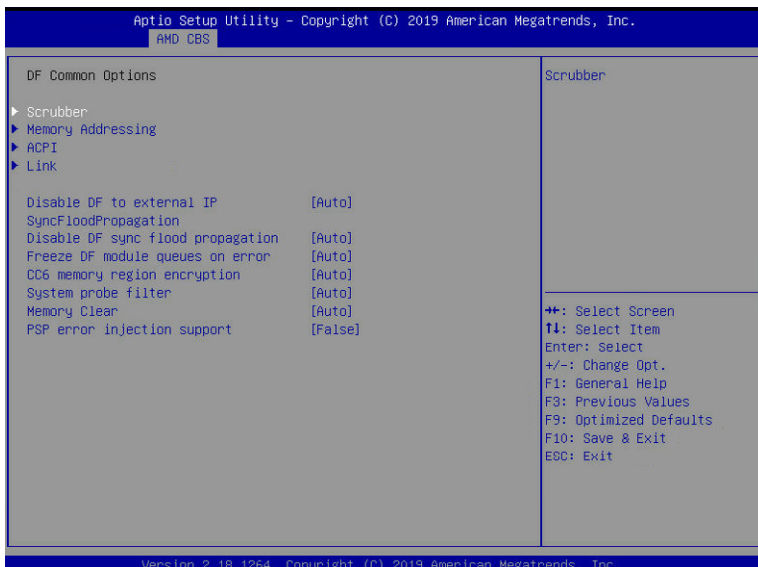 Aptio Setup Utility – Copyright (C) 2019 American Megatrends, Inc.
AMD CBS
DF Common Options
Scrubber
Memory Addressing
ACPI
Link
Disable DF to external IP [Auto]
SyncFloodPropagation
Disable DF sync flood propagation [Auto]
Freeze DF module queues on error [Auto]
CC6 memory region encryption [Auto]
System probe filter [Auto]
Memory Clear [Auto]
PSP error injection support [False]
Scrubber
→←: Select Screen
↑↓: Select Item
Enter: Select
+/-: Change Opt.
F1: General Help
F3: Previous Values
F9: Optimized Defaults
F10: Save & Exit
ESC: Exit
Version 2.18.1264. Copyright (C) 2019 American Megatrends, Inc.